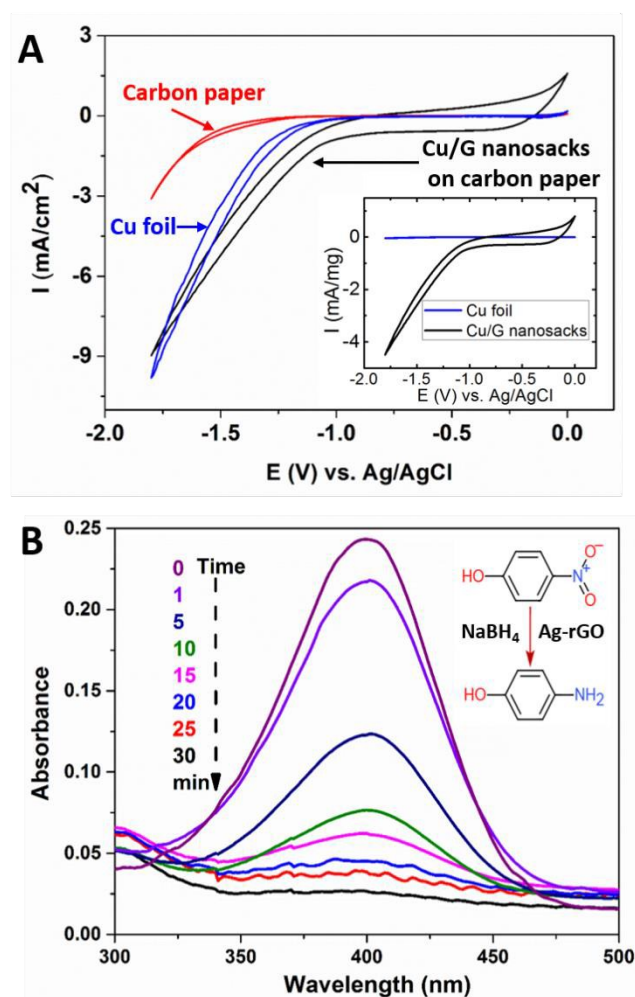 A
3
0
-3
-6
-9
I (mA/cm²)
Carbon paper
Cu/G nanosacks
on carbon paper
Cu foil
0
-2
-4
I (mA/mg)
Cu foil
Cu/G nanosacks
-2.0 -1.5 -1.0 -0.5 0.0
E (V) vs. Ag/AgCl
-2.0 -1.5 -1.0 -0.5 0.0
E (V) vs. Ag/AgCl
B
0.25
0.20
0.15
0.10
0.05
0.00
Absorbance
0 Time
1
5
10
15
20
25
30
min
HO
N⁺
O⁻
O
NaBH₄ Ag-rGO
HO
NH₂
300 350 400 450 500
Wavelength (nm)